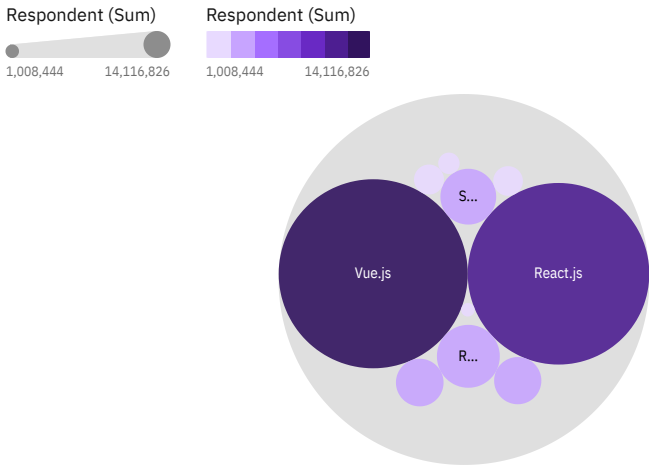 Respondent (Sum)
1,008,444 14,116,826
Respondent (Sum)
1,008,444 14,116,826
S...
Vue.js
React.js
R...